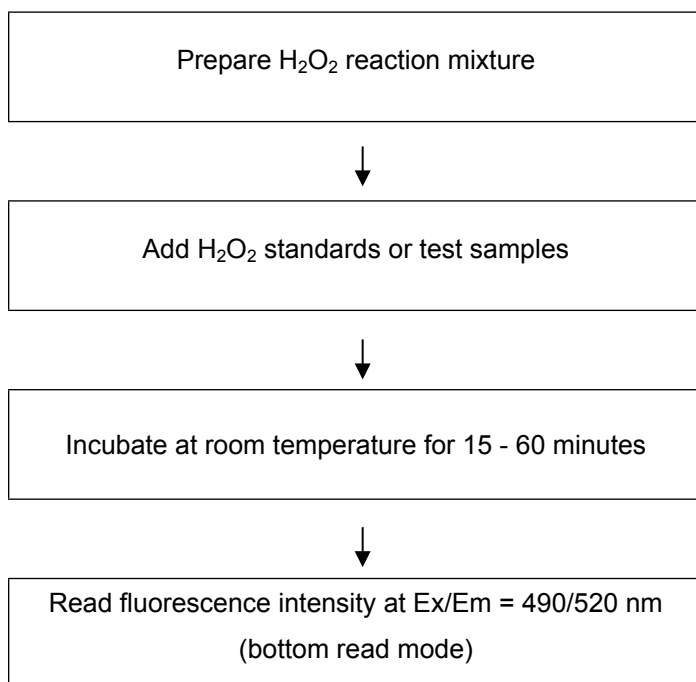 Prepare H₂O₂ reaction mixture
Add H₂O₂ standards or test samples
Incubate at room temperature for 15 - 60 minutes
Read fluorescence intensity at Ex/Em = 490/520 nm
(bottom read mode)